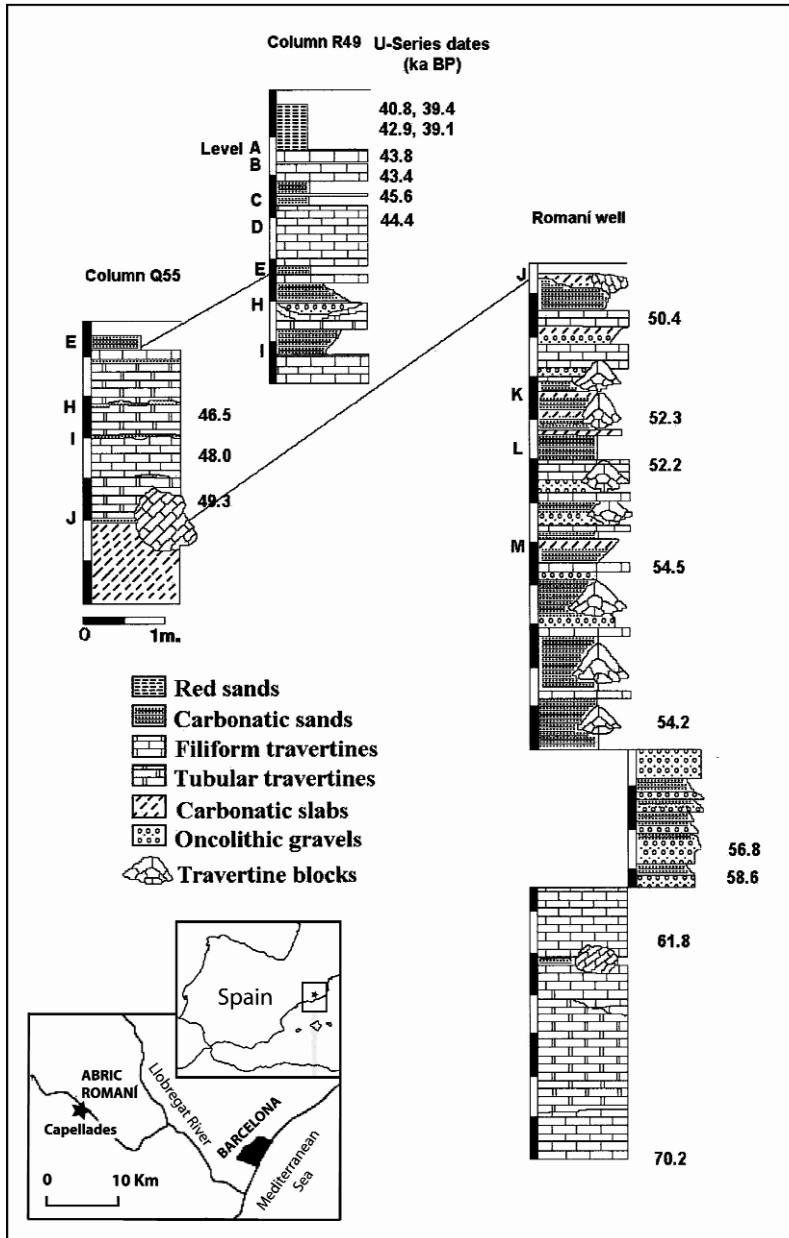 Column R49 U-Series dates
(ka BP)
40.8, 39.4
42.9, 39.1
Level A
B
43.8
43.4
C
45.6
D
44.4
E
H
I
Column Q55
E
H
46.5
I
48.0
49.3
J
0 1m.
Romaní well
J
50.4
K
52.3
L
52.2
M
54.5
54.2
56.8
58.6
61.8
70.2
Red sands
Carbonatic sands
Filiform travertines
Tubular travertines
Carbonatic slabs
Oncolithic gravels
Travertine blocks
Spain
ABRIC
ROMANÍ
Capellades
Llobregat River
BARCELONA
Mediterranean
Sea
0 10 Km